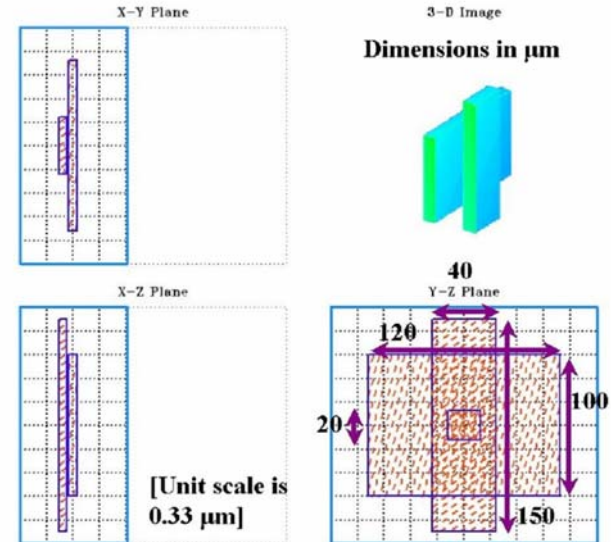 X-Y Plane
3-D Image
Dimensions in μm
X-Z Plane
40
Y-Z Plane
120
100
20
150
[Unit scale is
0.33 μm]